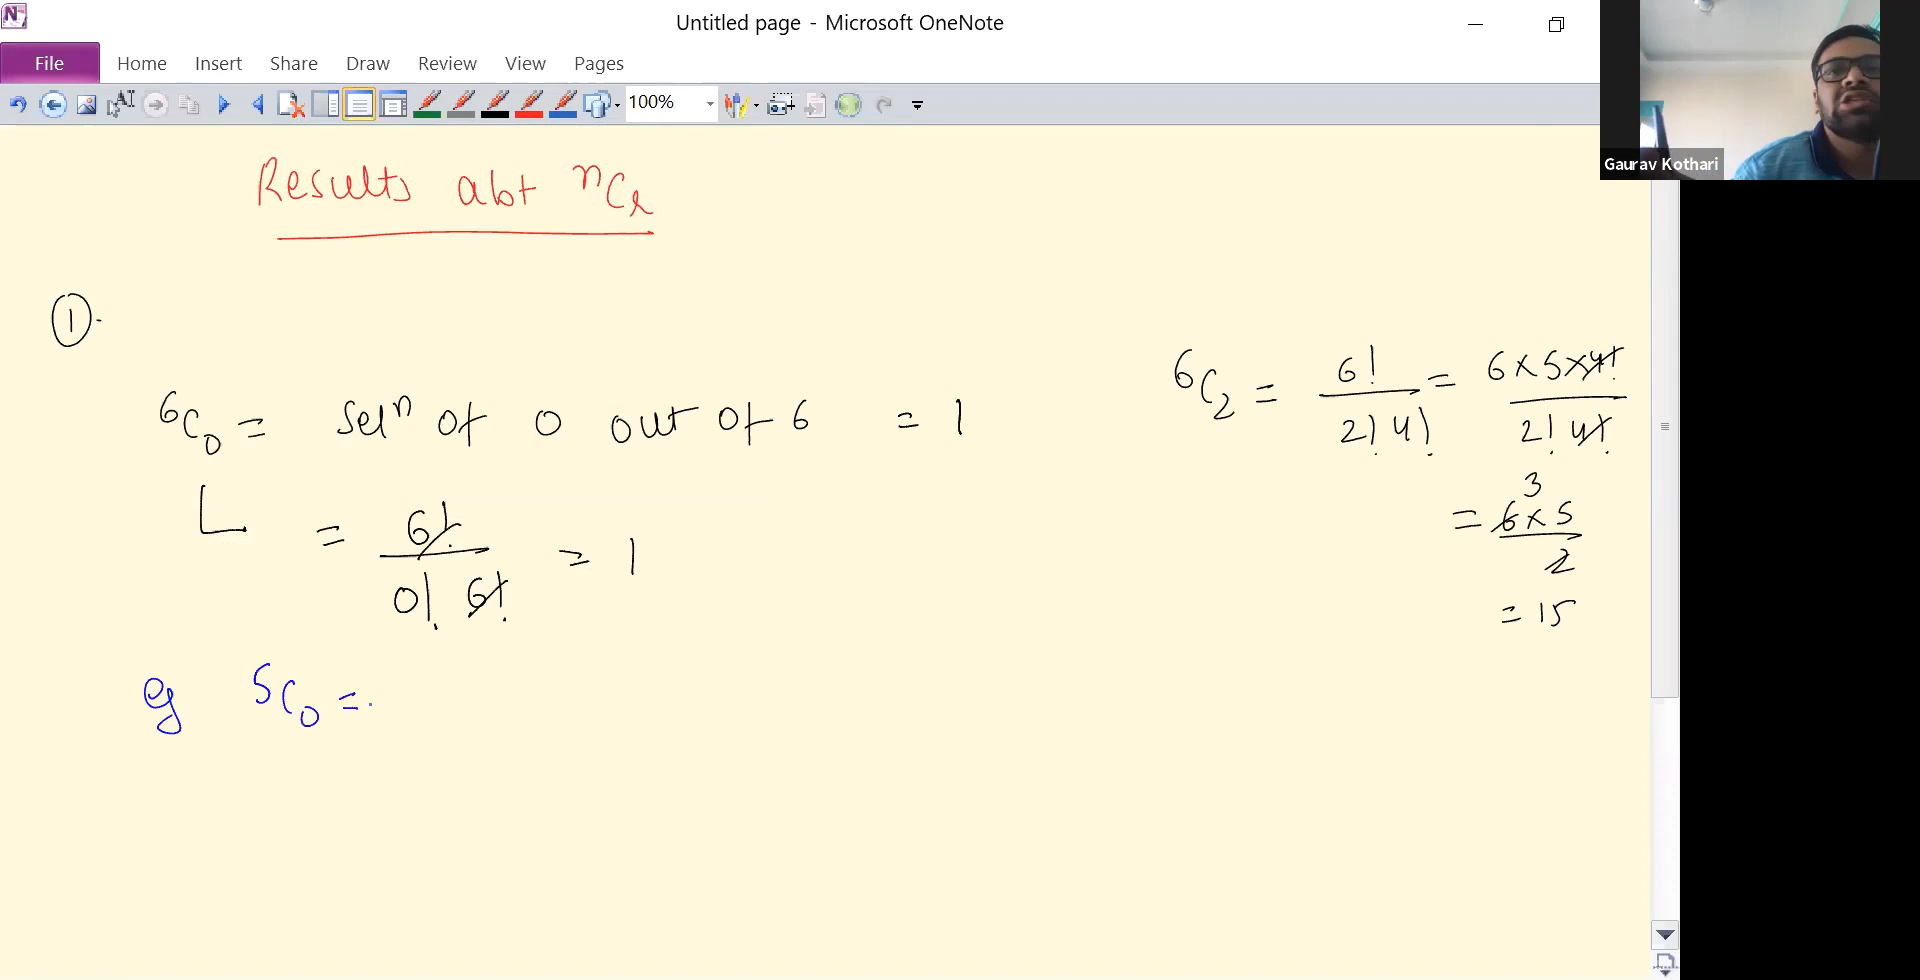 Untitled page - Microsoft OneNote
File Home Insert Share Draw Review View Pages
100%
Gaurav Kothari
Results abt ⁿCᵣ
①.
⁶C₀ = Selⁿ of 0 out of 6 = 1
= 6! / 0! 6! = 1
eg ⁵C₀ =
⁶C₂ = 6! / 2! 4! = 6 × 5 × 4! / 2! 4!
3
= 6 × 5 / 2
= 15